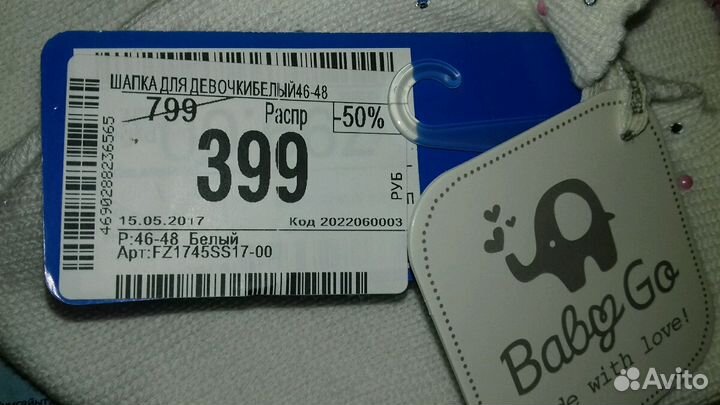 ШАПКА ДЛЯ ДЕВОЧКИБЕЛЫЙ46-48
799
Распр
-50%
399
РУБ
15.05.2017
Код 2022060003
Р:46-48 Белый
Арт:FZ1745SS17-00
4690288236565
Baby Go
with love!
Avito